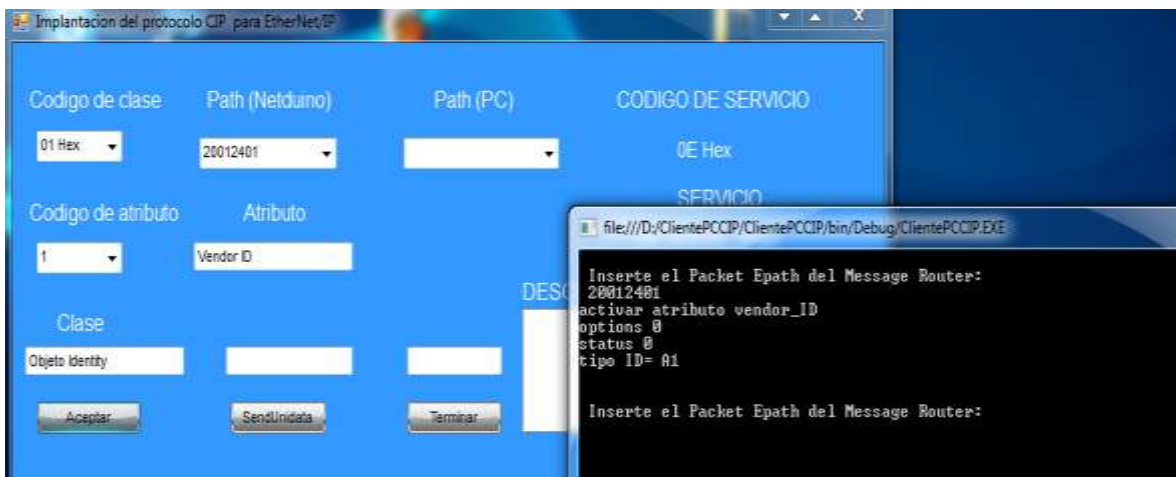 Implantacion del protocolo CIP para EtherNet/IP
X
Codigo de clase
Path (Netduino)
Path (PC)
CODIGO DE SERVICIO
01 Hex
20012401
0E Hex
SERVICIO
Codigo de atributo
Atributo
1
Vendor ID
DESC
Clase
Objeto Identity
Aceptar
SendUnidata
Terminar
file:///D:/ClientePCCIP/ClientePCCIP/bin/Debug/ClientePCCIP.EXE
Inserte el Packet Epath del Message Router:
20012401
activar atributo vendor_ID
options 0
status 0
tipo ID= A1
Inserte el Packet Epath del Message Router: